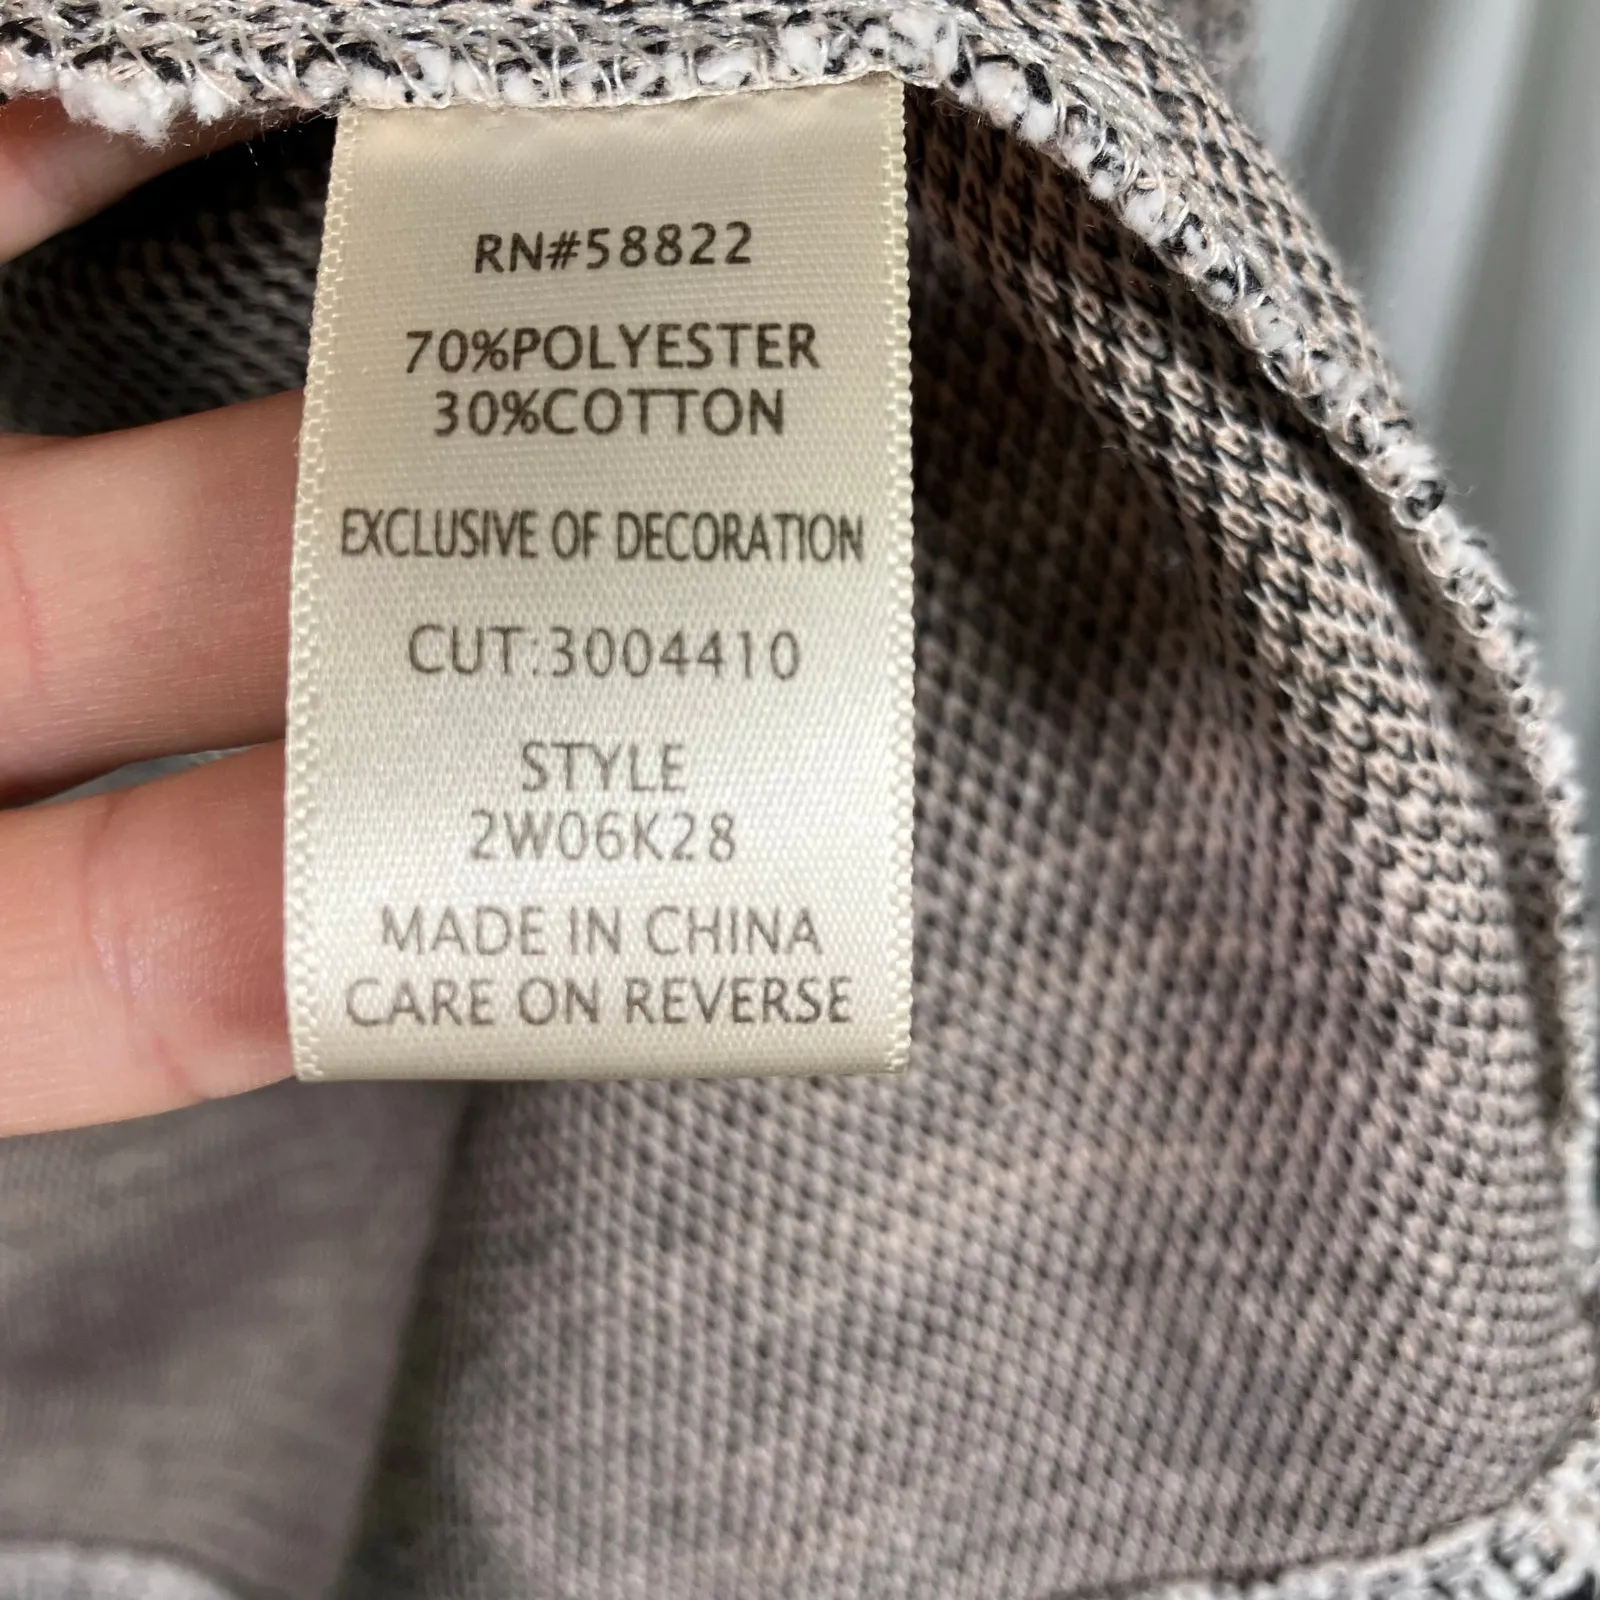 RN#58822
70%POLYESTER
30%COTTON
EXCLUSIVE OF DECORATION
CUT:3004410
STYLE
2W06K28
MADE IN CHINA
CARE ON REVERSE